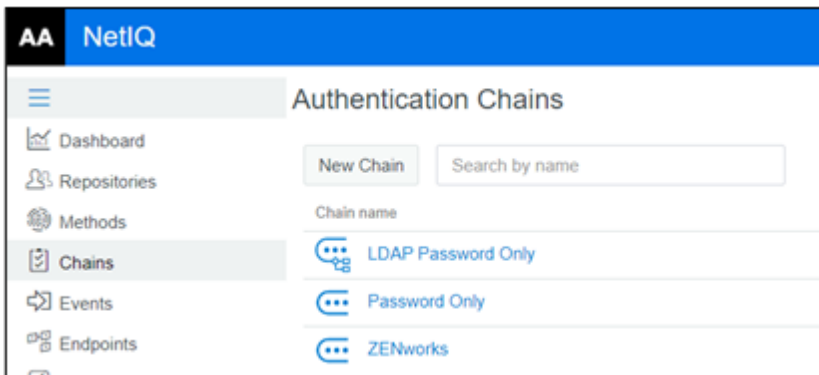 AA NetIQ
Authentication Chains
Dashboard
Repositories
Methods
Chains
Events
Endpoints
New Chain
Search by name
Chain name
LDAP Password Only
Password Only
ZENworks